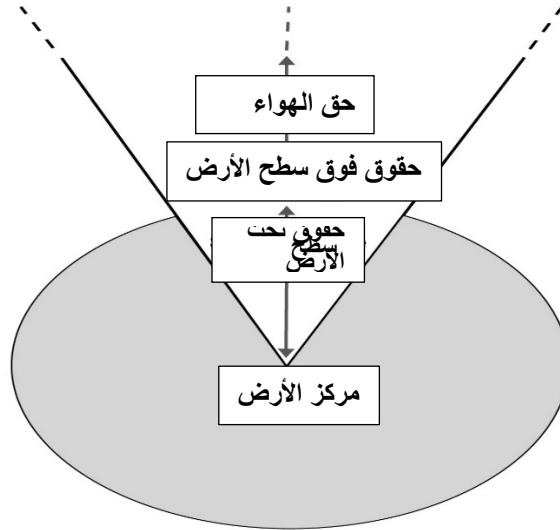 حق الهواء
حقوق فوق سطح الأرض
حقوق تحت
سطح
الأرض
مركز الأرض